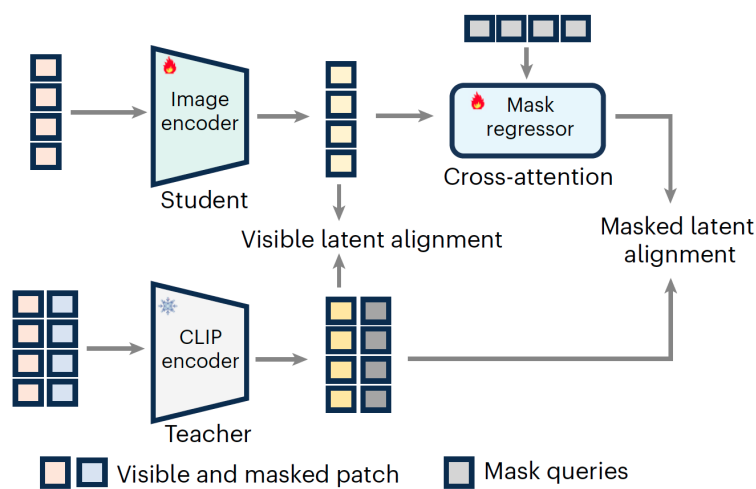 Image
encoder
Student
Mask
regressor
Cross-attention
Visible latent alignment
Masked latent
alignment
CLIP
encoder
Teacher
Visible and masked patch
Mask queries